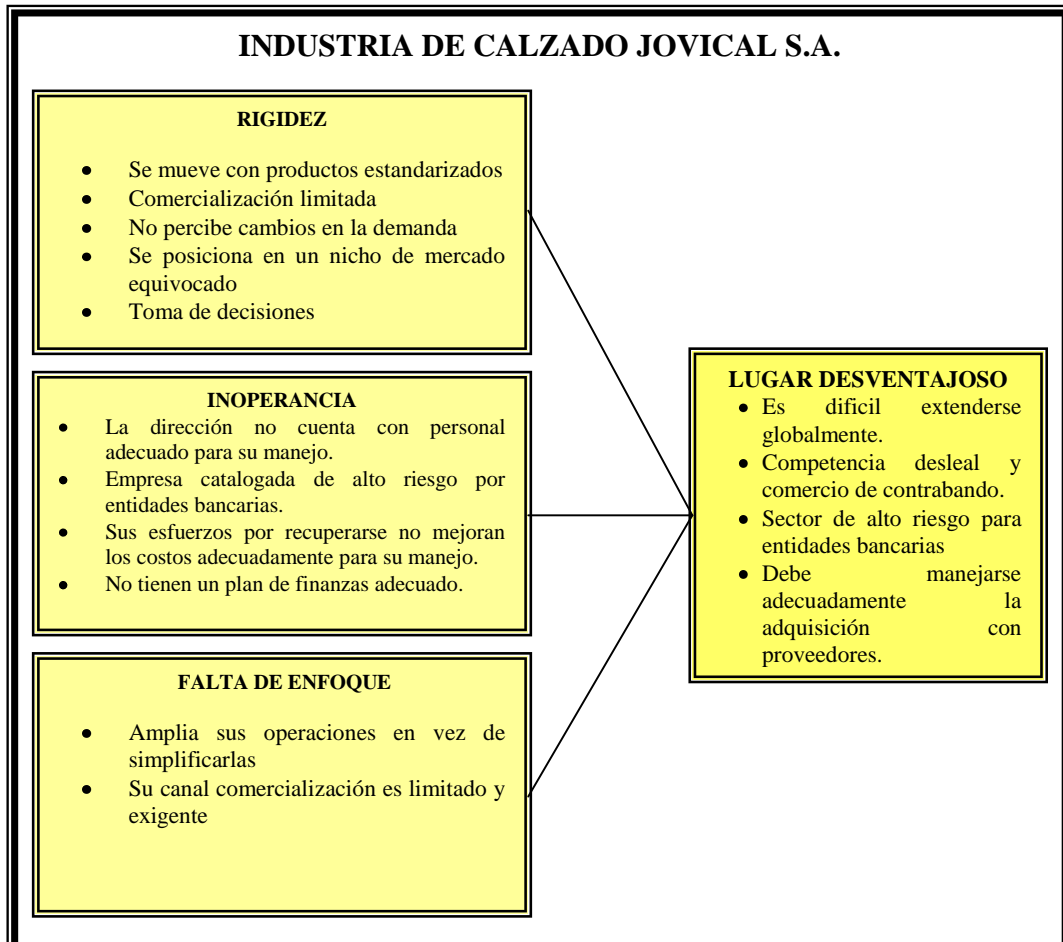 INDUSTRIA DE CALZADO JOVICAL S.A.
RIGIDEZ
● Se mueve con productos estandarizados
● Comercialización limitada
● No percibe cambios en la demanda
● Se posiciona en un nicho de mercado
equivocado
● Toma de decisiones
INOPERANCIA
● La dirección no cuenta con personal
adecuado para su manejo.
● Empresa catalogada de alto riesgo por
entidades bancarias.
● Sus esfuerzos por recuperarse no mejoran
los costos adecuadamente para su manejo.
● No tienen un plan de finanzas adecuado.
FALTA DE ENFOQUE
● Amplia sus operaciones en vez de
simplificarlas
● Su canal comercialización es limitado y
exigente
LUGAR DESVENTAJOSO
● Es dificil extenderse
globalmente.
● Competencia desleal y
comercio de contrabando.
● Sector de alto riesgo para
entidades bancarias
● Debe manejarse
adecuadamente la
adquisición con
proveedores.